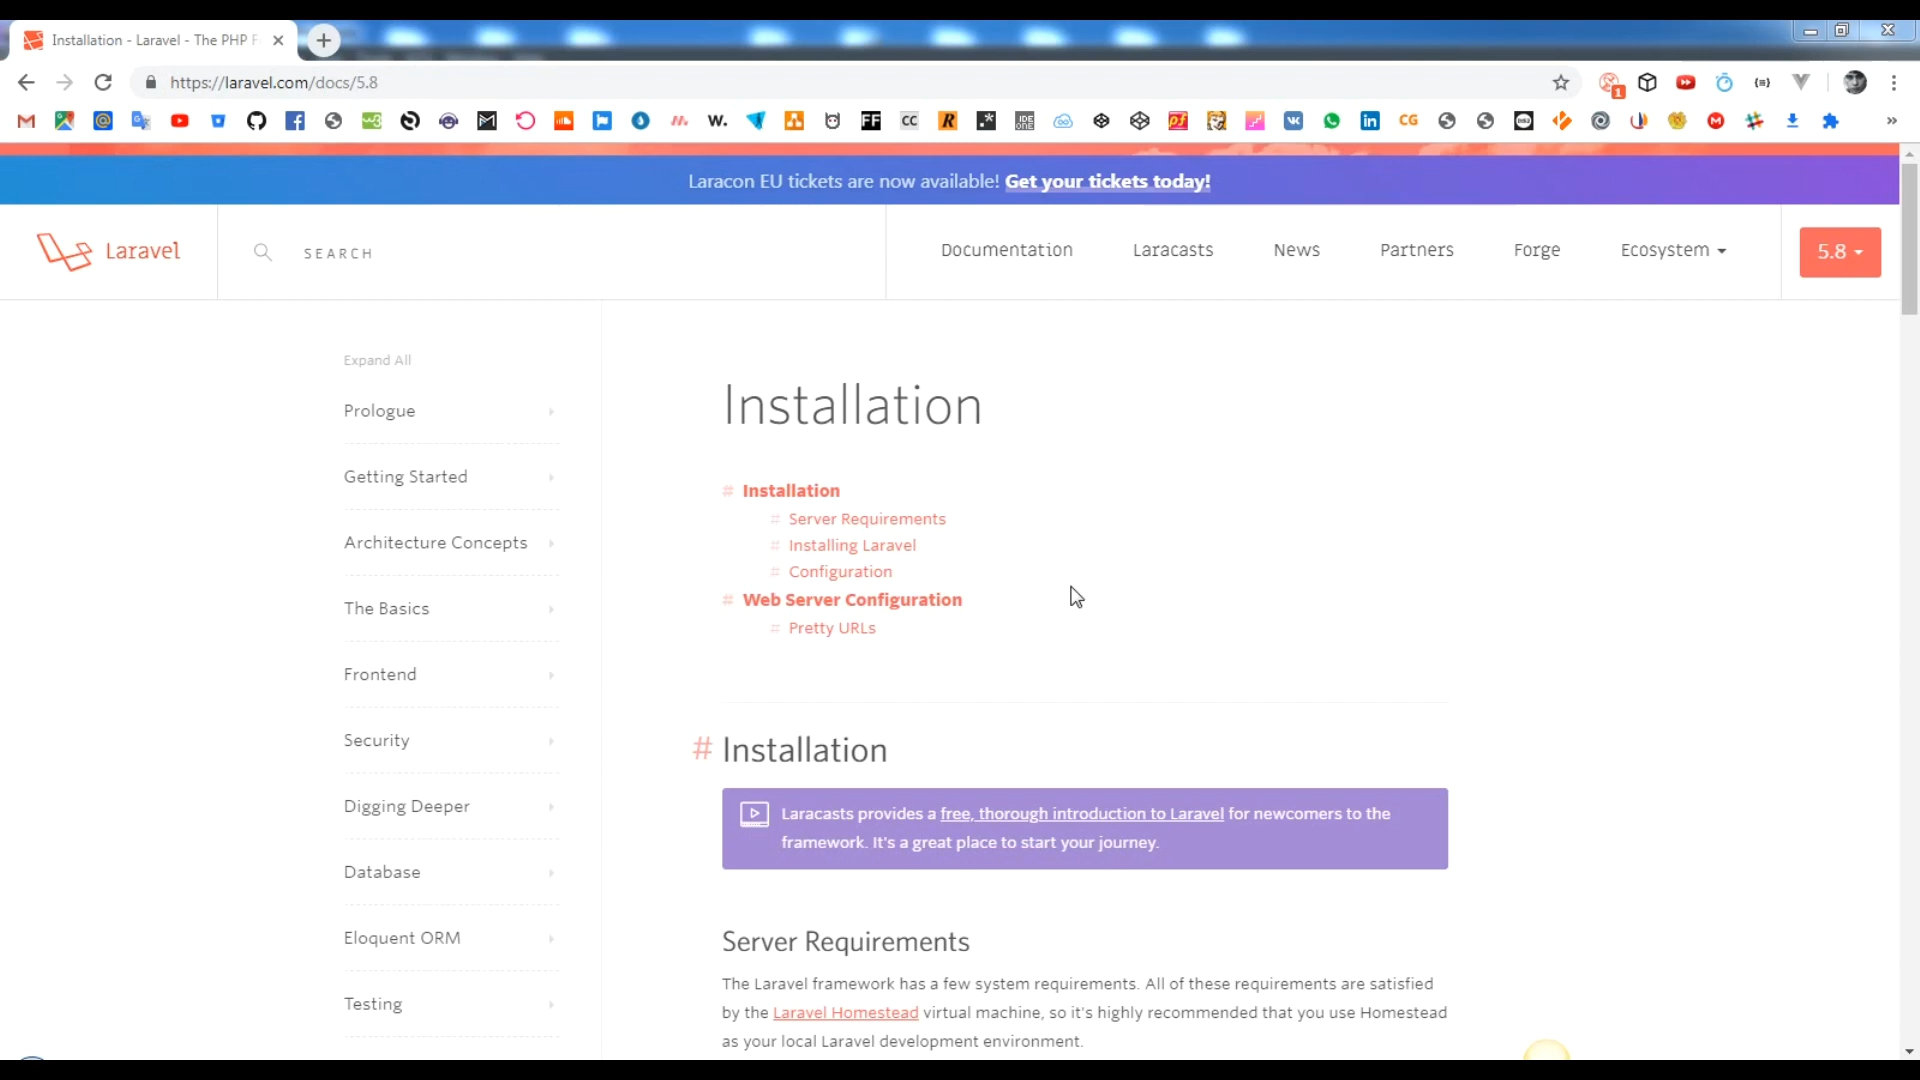 Installation - Laravel - The PHP F
https://laravel.com/docs/5.8
Laracon EU tickets are now available! Get your tickets today!
Laravel
SEARCH
Documentation
Laracasts
News
Partners
Forge
Ecosystem
5.8
Expand All
Prologue
Getting Started
Architecture Concepts
The Basics
Frontend
Security
Digging Deeper
Database
Eloquent ORM
Testing
Installation
# Installation
# Server Requirements
# Installing Laravel
# Configuration
# Web Server Configuration
# Pretty URLs
# Installation
Laracasts provides a free, thorough introduction to Laravel for newcomers to the
framework. It's a great place to start your journey.
Server Requirements
The Laravel framework has a few system requirements. All of these requirements are satisfied
by the Laravel Homestead virtual machine, so it's highly recommended that you use Homestead
as your local Laravel development environment.